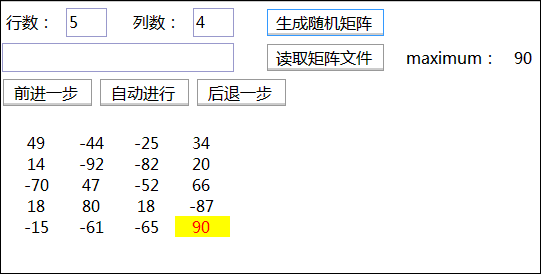 行数： 5 列数： 4 生成随机矩阵
读取矩阵文件 maximum： 90
前进一步 自动进行 后退一步
49 -44 -25 34
14 -92 -82 20
-70 47 -52 66
18 80 18 -87
-15 -61 -65 90